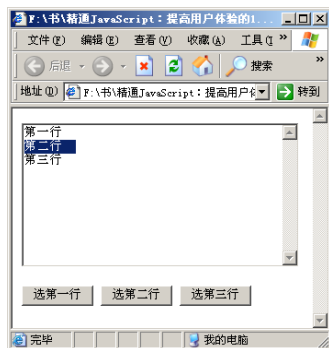 F:\书\精通JavaScript：提高用户体验的1...
文件(F) 编辑(E) 查看(V) 收藏(A) 工具(T »
后退 搜索 »
地址(D) F:\书\精通JavaScript：提高用户 转到
第一行
第二行
第三行
选第一行 选第二行 选第三行
完毕 我的电脑